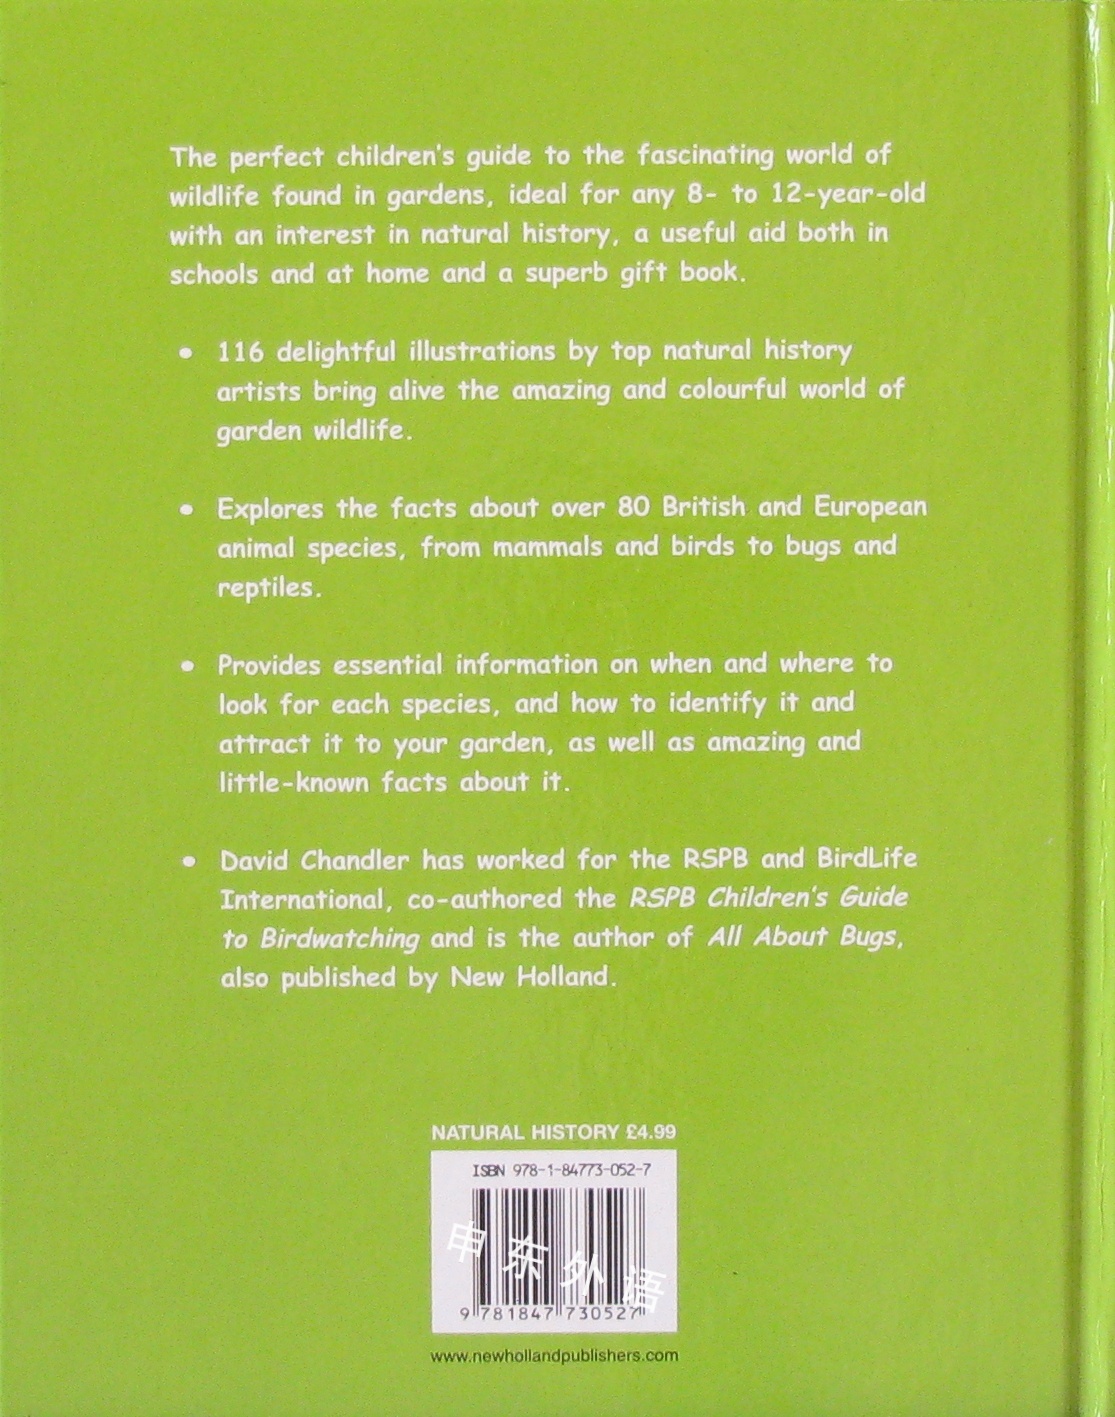 The perfect children's guide to the fascinating world of
wildlife found in gardens, ideal for any 8- to 12-year-old
with an interest in natural history, a useful aid both in
schools and at home and a superb gift book.
• 116 delightful illustrations by top natural history
artists bring alive the amazing and colourful world of
garden wildlife.
• Explores the facts about over 80 British and European
animal species, from mammals and birds to bugs and
reptiles.
• Provides essential information on when and where to
look for each species, and how to identify it and
attract it to your garden, as well as amazing and
little-known facts about it.
• David Chandler has worked for the RSPB and BirdLife
International, co-authored the RSPB Children's Guide
to Birdwatching and is the author of All About Bugs,
also published by New Holland.
NATURAL HISTORY £4.99
ISBN 978-1-84773-052-7
申东外语
9 781847 730527
www.newhollandpublishers.com